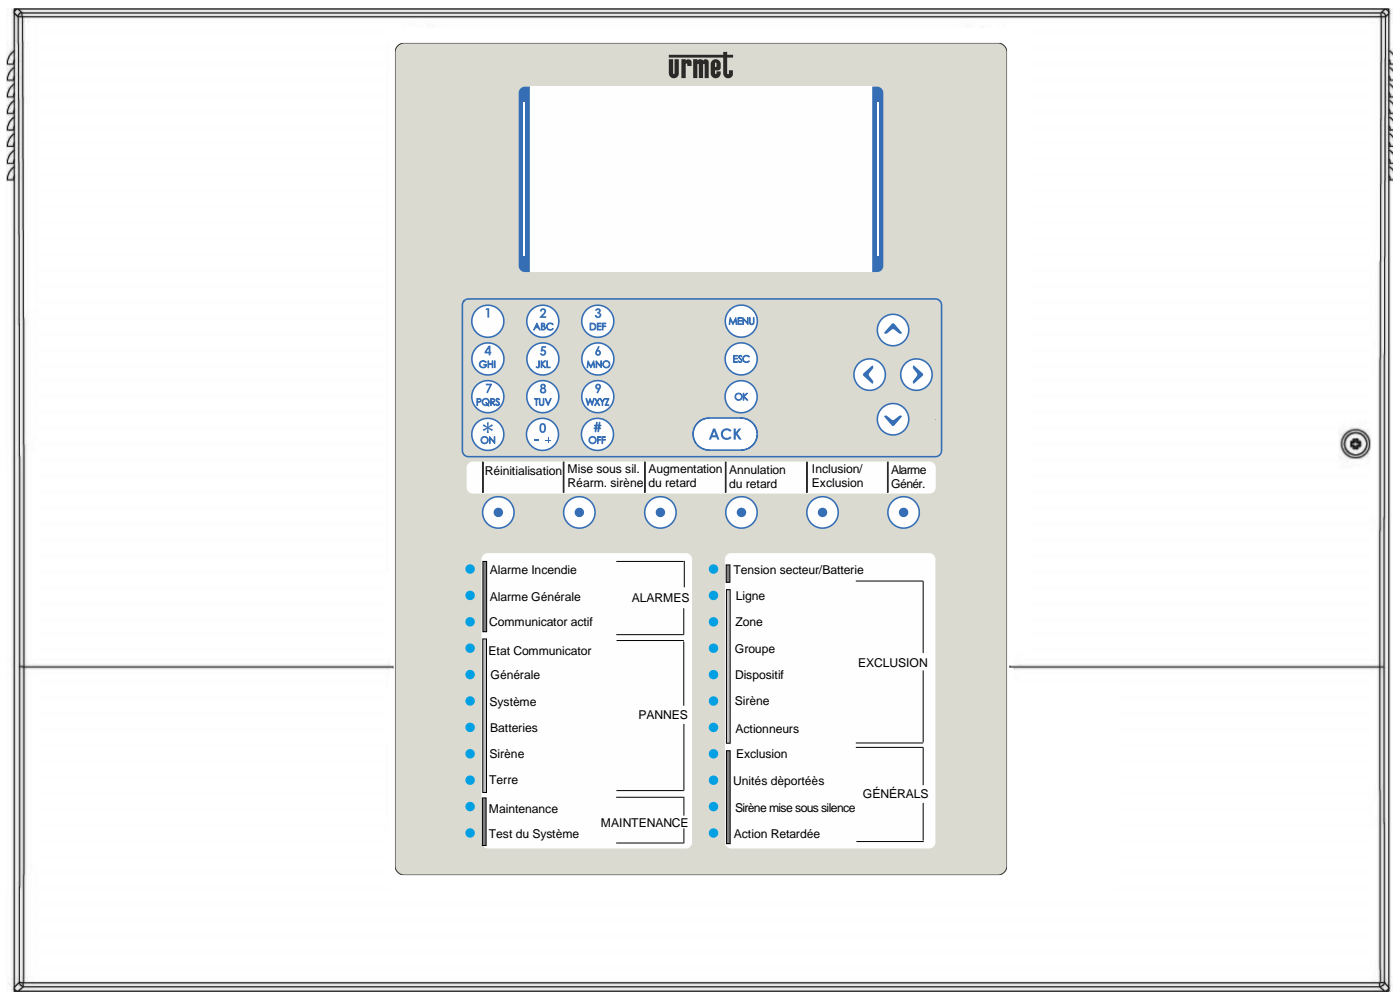 urmet
1
2 ABC
3 DEF
MENU
4 GHI
5 JKL
6 MNO
ESC
7 PQRS
8 TUV
9 WXYZ
OK
* ON
0 - +
# OFF
ACK
Réinitialisation
Mise sous sil.
Réarm. sirène
Augmentation
du retard
Annulation
du retard
Inclusion/
Exclusion
Alarme
Génér.
Alarme Incendie
Alarme Générale
Communicator actif
ALARMES
Etat Communicator
Générale
Système
Batteries
Sirène
Terre
PANNES
Maintenance
Test du Système
MAINTENANCE
Tension secteur/Batterie
Ligne
Zone
Groupe
Dispositif
Sirène
Actionneurs
EXCLUSION
Exclusion
Unités dèportéès
Sirène mise sous silence
Action Retardée
GÉNÉRALS